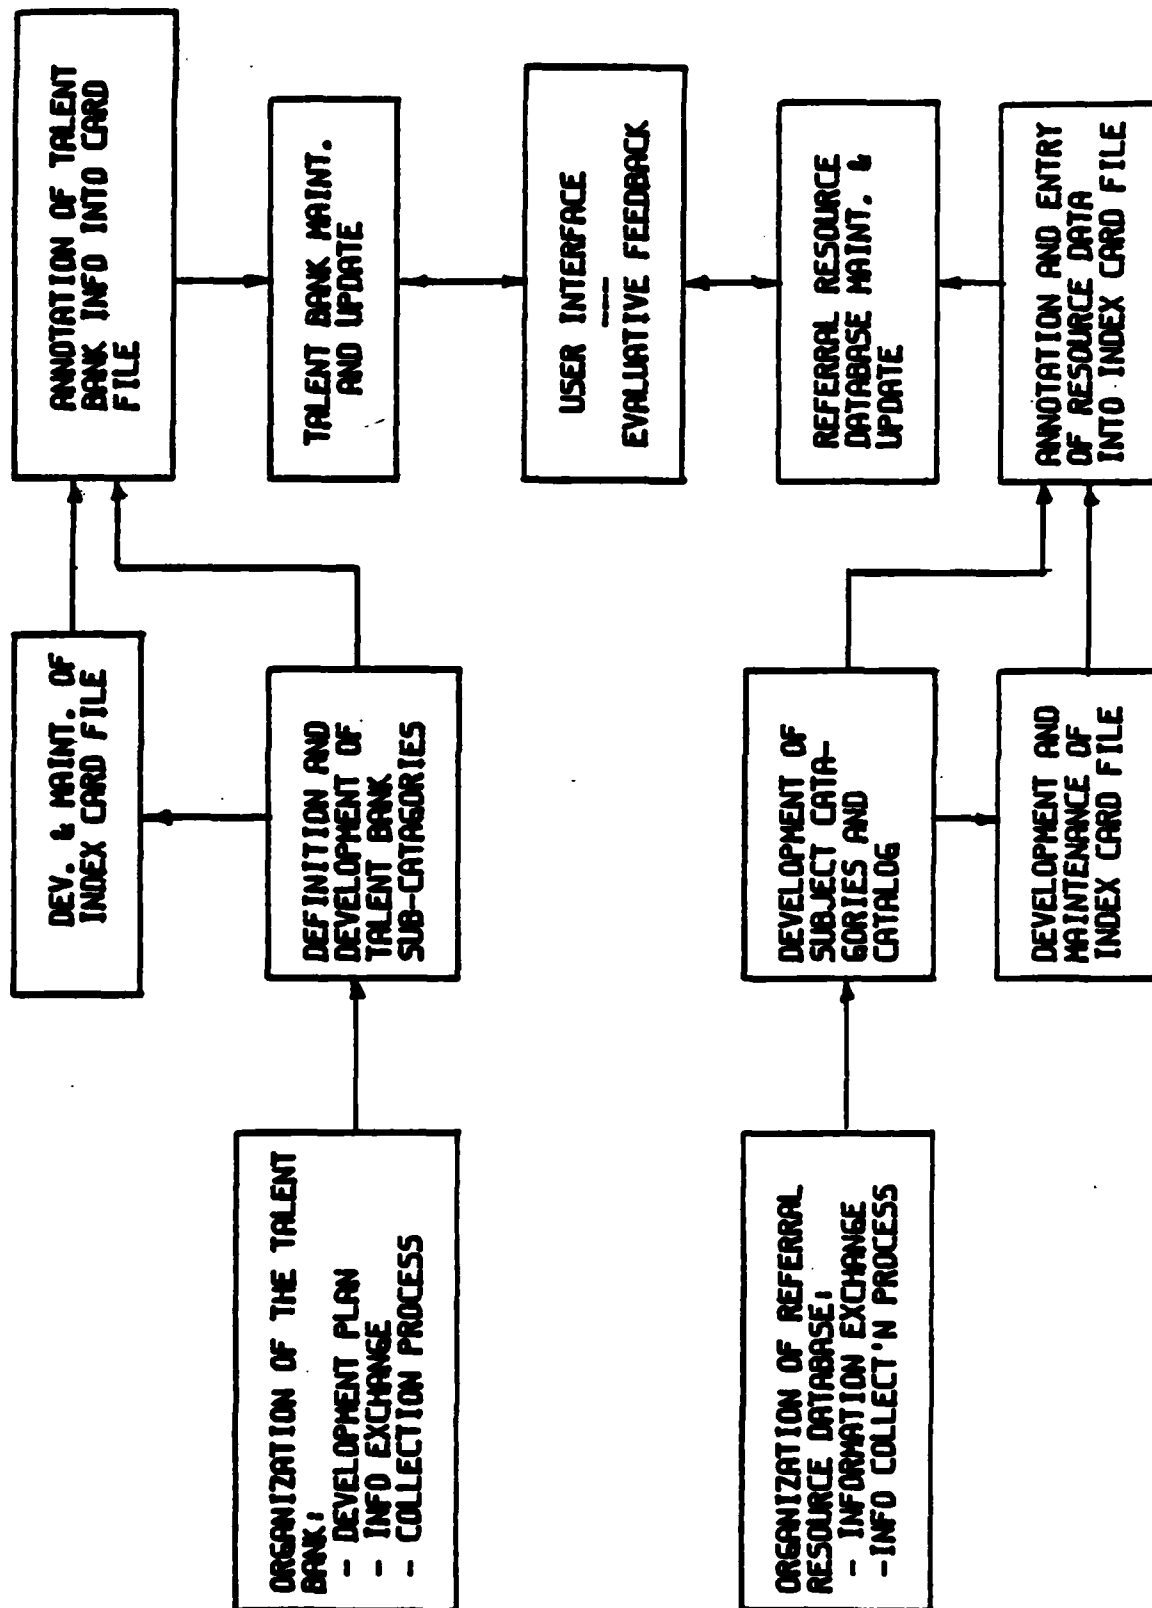 ORGANIZATION OF THE TALENT
BANK:
- DEVELOPMENT PLAN
- INFO EXCHANGE
- COLLECTION PROCESS
DEV. & MAINT. OF
INDEX CARD FILE
DEFINITION AND
DEVELOPMENT OF
TALENT BANK
SUB-CATAGORIES
ANNOTATION OF TALENT
BANK INFO INTO CARD
FILE
TALENT BANK MAINT.
AND UPDATE
USER INTERFACE
----
EVALUATIVE FEEDBACK
ORGANIZATION OF REFERRAL
RESOURCE DATABASE:
- INFORMATION EXCHANGE
-INFO COLLECT'N PROCESS
DEVELOPMENT OF
SUBJECT CATA-
GORIES AND
CATALOG
DEVELOPMENT AND
MAINTENANCE OF
INDEX CARD FILE
REFERRAL RESOURCE
DATABASE MAINT. &
UPDATE
ANNOTATION AND ENTRY
OF RESOURCE DATA
INTO INDEX CARD FILE